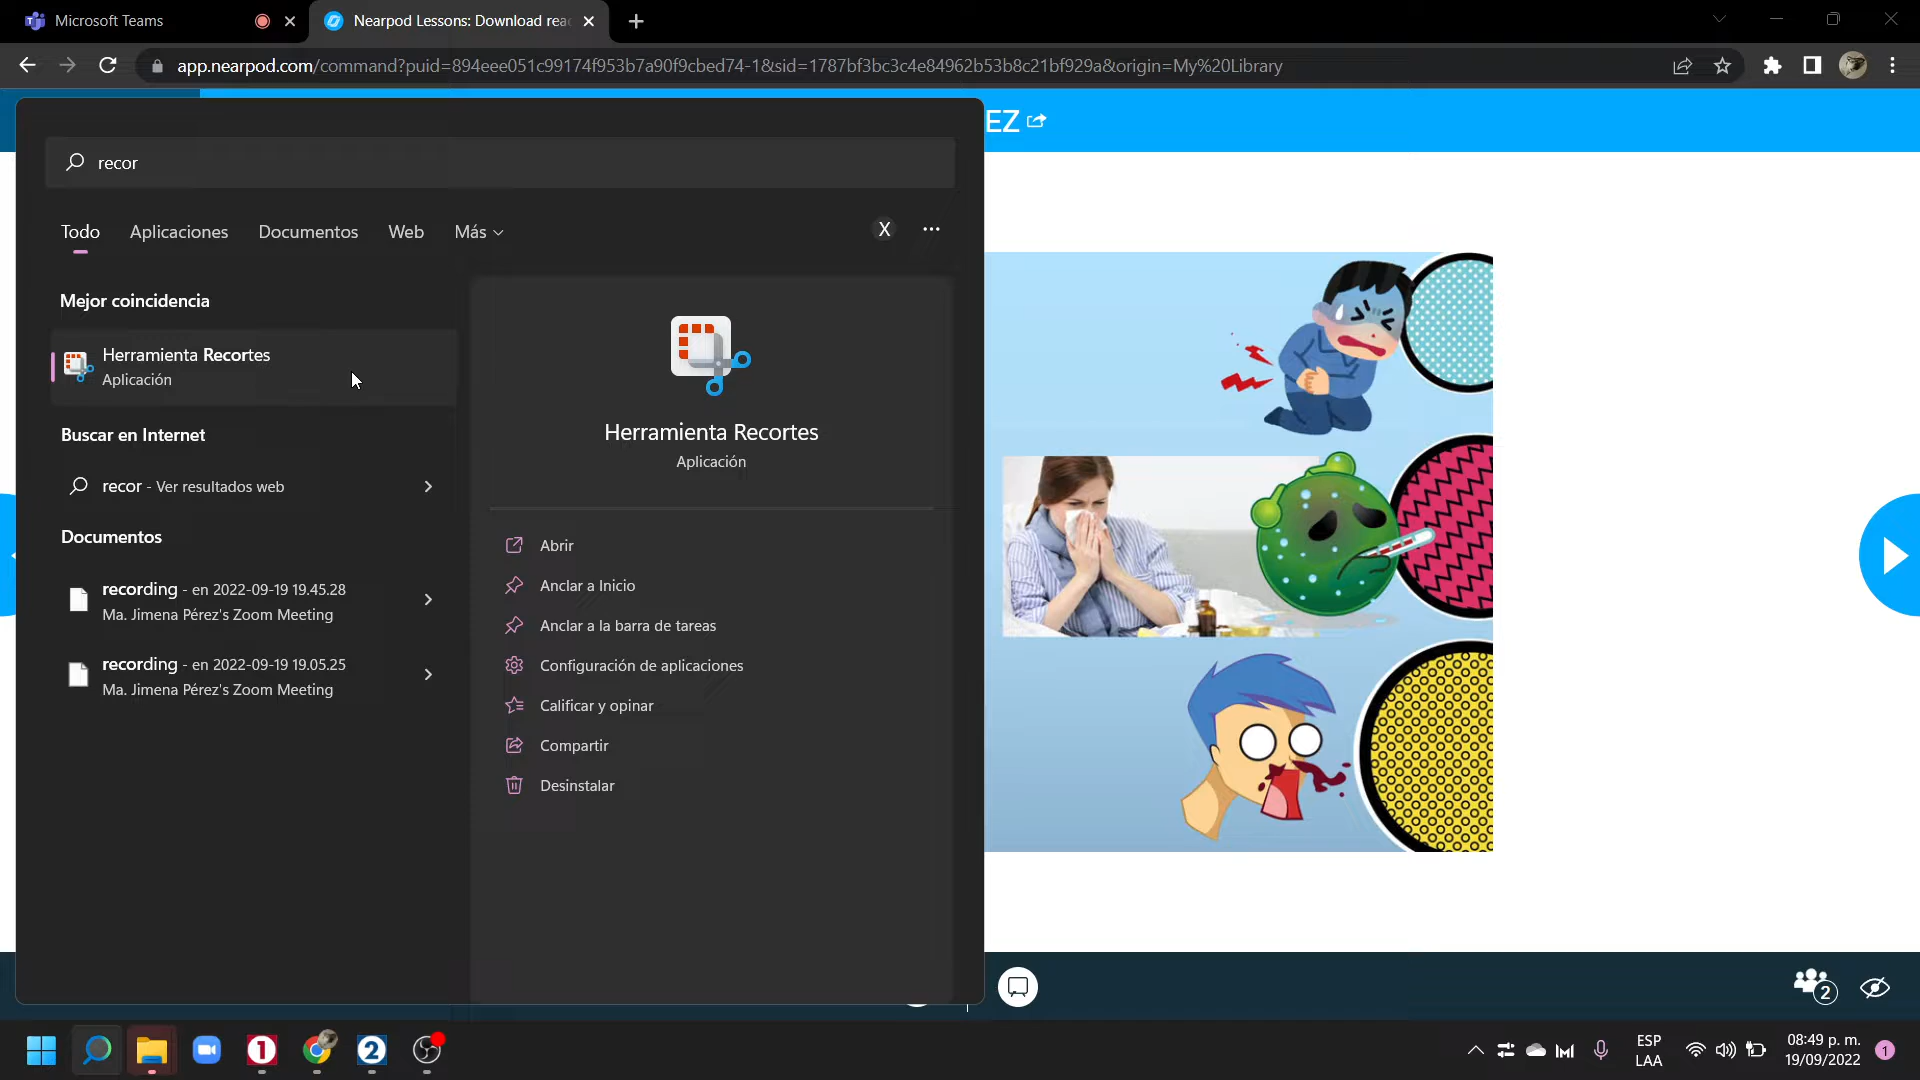 Microsoft Teams
Nearpod Lessons: Download rea
app.nearpod.com/command?puid=894eee051c99174f953b7a90f9cbed74-1&sid=1787bf3bc3c4e84962b53b8c21bf929a&origin=My%20Library
EZ
recor
Todo Aplicaciones Documentos Web Más
X
Mejor coincidencia
Herramienta Recortes
Aplicación
Buscar en Internet
recor - Ver resultados web
Documentos
recording - en 2022-09-19 19.45.28
Ma. Jimena Pérez's Zoom Meeting
recording - en 2022-09-19 19.05.25
Ma. Jimena Pérez's Zoom Meeting
Herramienta Recortes
Aplicación
Abrir
Anclar a Inicio
Anclar a la barra de tareas
Configuración de aplicaciones
Calificar y opinar
Compartir
Desinstalar
2
1
2
ESP
LAA
08:49 p. m.
19/09/2022
1